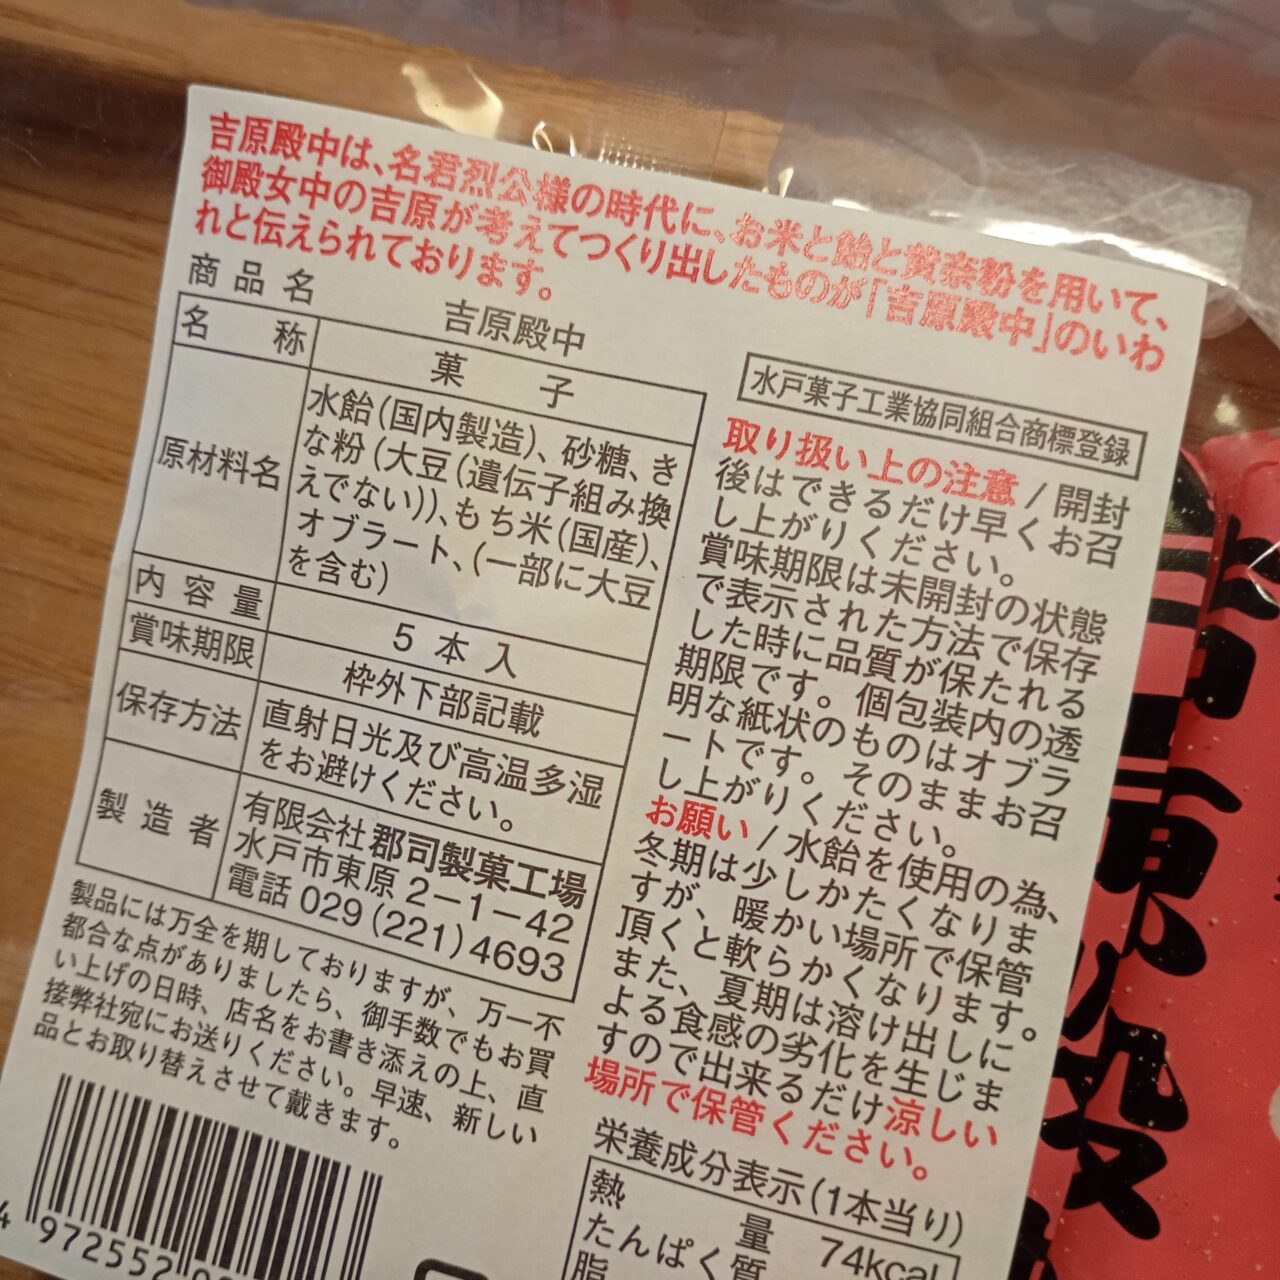 吉原殿中は、名君烈公様の時代に、お米と飴と黄奈粉を用いて、
御殿女中の吉原が考えてつくり出したものが「吉原殿中」のいわ
れと伝えられております。
商品名 吉原殿中
名称 菓子
原材料名 水飴(国内製造)、砂糖、き
な粉(大豆(遺伝子組み換
えでない))、もち米(国産)、
オブラート、(一部に大豆
を含む)
内容量 5本入
賞味期限 枠外下部記載
保存方法 直射日光及び高温多湿
をお避けください。
製造者 有限会社 郡司製菓工場
水戸市東原2-1-42
電話 029(221)4693
製品には万全を期しておりますが、万一不
都合な点がありましたら、御手数でもお買
い上げの日時、店名をお書き添えの上、直
接弊社宛にお送りください。早速、新しい
品とお取り替えさせて戴きます。
4 972552
水戸菓子工業協同組合商標登録
取り扱い上の注意/開封
後はできるだけ早くお召
し上がりください。
賞味期限は未開封の状態
で表示された方法で保存
した時に品質が保たれる
期限です。個包装内の透
明な紙状のものはオブラ
ートです。そのままお召
し上がりください。
お願い/水飴を使用の為、
冬期は少しかたくなりま
すが、暖かい場所で保管
頂くと軟らかくなります。
また、夏期は溶け出しに
よる食感の劣化を生じま
すので出来るだけ涼しい
場所で保管ください。
栄養成分表示(1本当り)
熱量 74kcal
たんぱく質
脂